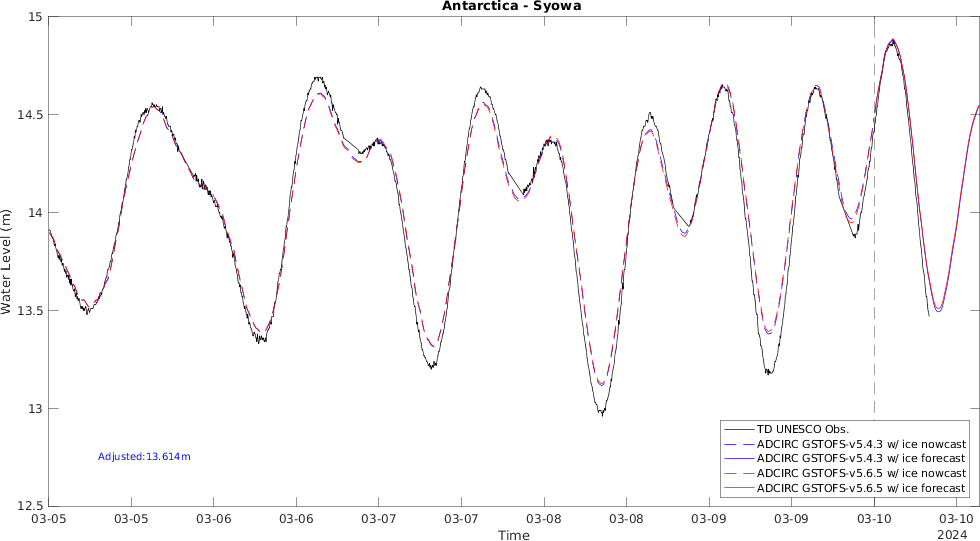 Antarctica - Syowa
15
14.5
14
13.5
13
12.5
Water Level (m)
Adjusted:13.614m
TD UNESCO Obs.
ADCIRC GSTOFS-v5.4.3 w/ ice nowcast
ADCIRC GSTOFS-v5.4.3 w/ ice forecast
ADCIRC GSTOFS-v5.6.5 w/ ice nowcast
ADCIRC GSTOFS-v5.6.5 w/ ice forecast
03-05 03-05 03-06 03-06 03-07 03-07 03-08 03-08 03-09 03-09 03-10 03-10
Time
2024